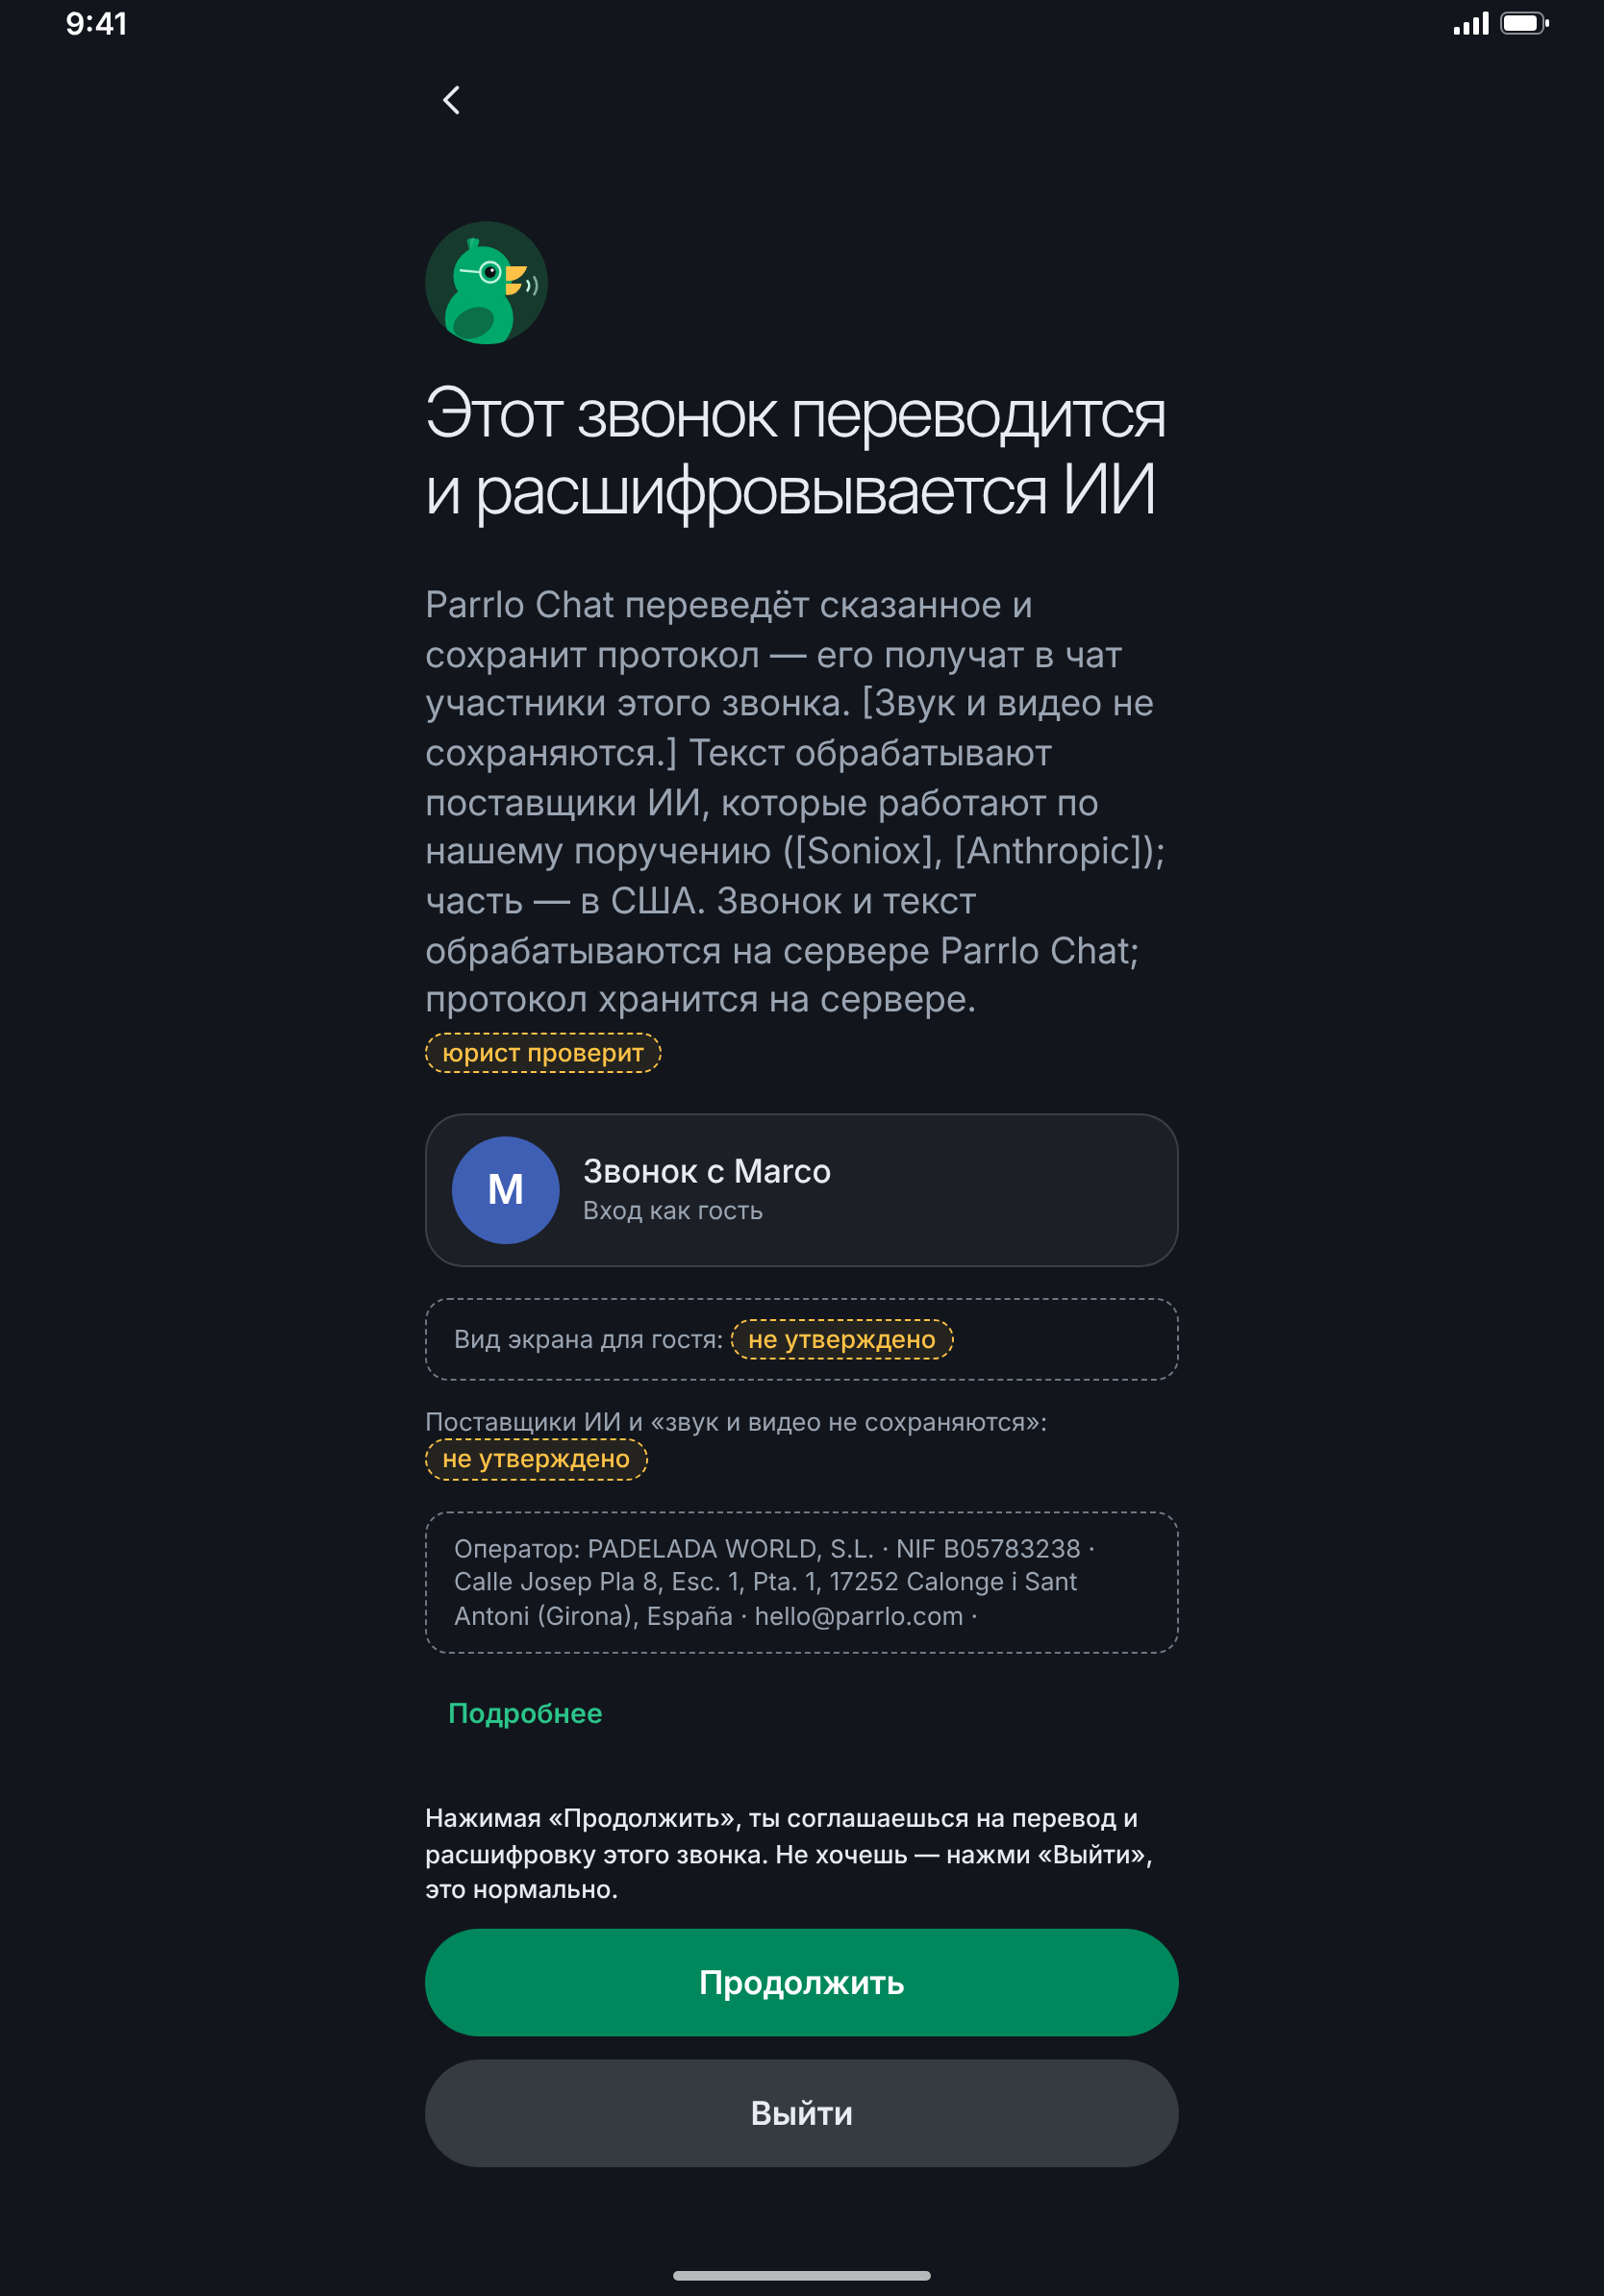 9:41
Этот звонок переводится
и расшифровывается ИИ
Parrlo Chat переведёт сказанное и
сохранит протокол — его получат в чат
участники этого звонка. [Звук и видео не
сохраняются.] Текст обрабатывают
поставщики ИИ, которые работают по
нашему поручению ([Soniox], [Anthropic]);
часть — в США. Звонок и текст
обрабатываются на сервере Parrlo Chat;
протокол хранится на сервере.
юрист проверит
M
Звонок с Marco
Вход как гость
Вид экрана для гостя: не утверждено
Поставщики ИИ и «звук и видео не сохраняются»:
не утверждено
Оператор: PADELADA WORLD, S.L. · NIF B05783238 ·
Calle Josep Pla 8, Esc. 1, Pta. 1, 17252 Calonge i Sant
Antoni (Girona), España · hello@parrlo.com ·
Подробнее
Нажимая «Продолжить», ты соглашаешься на перевод и
расшифровку этого звонка. Не хочешь — нажми «Выйти»,
это нормально.
Продолжить
Выйти